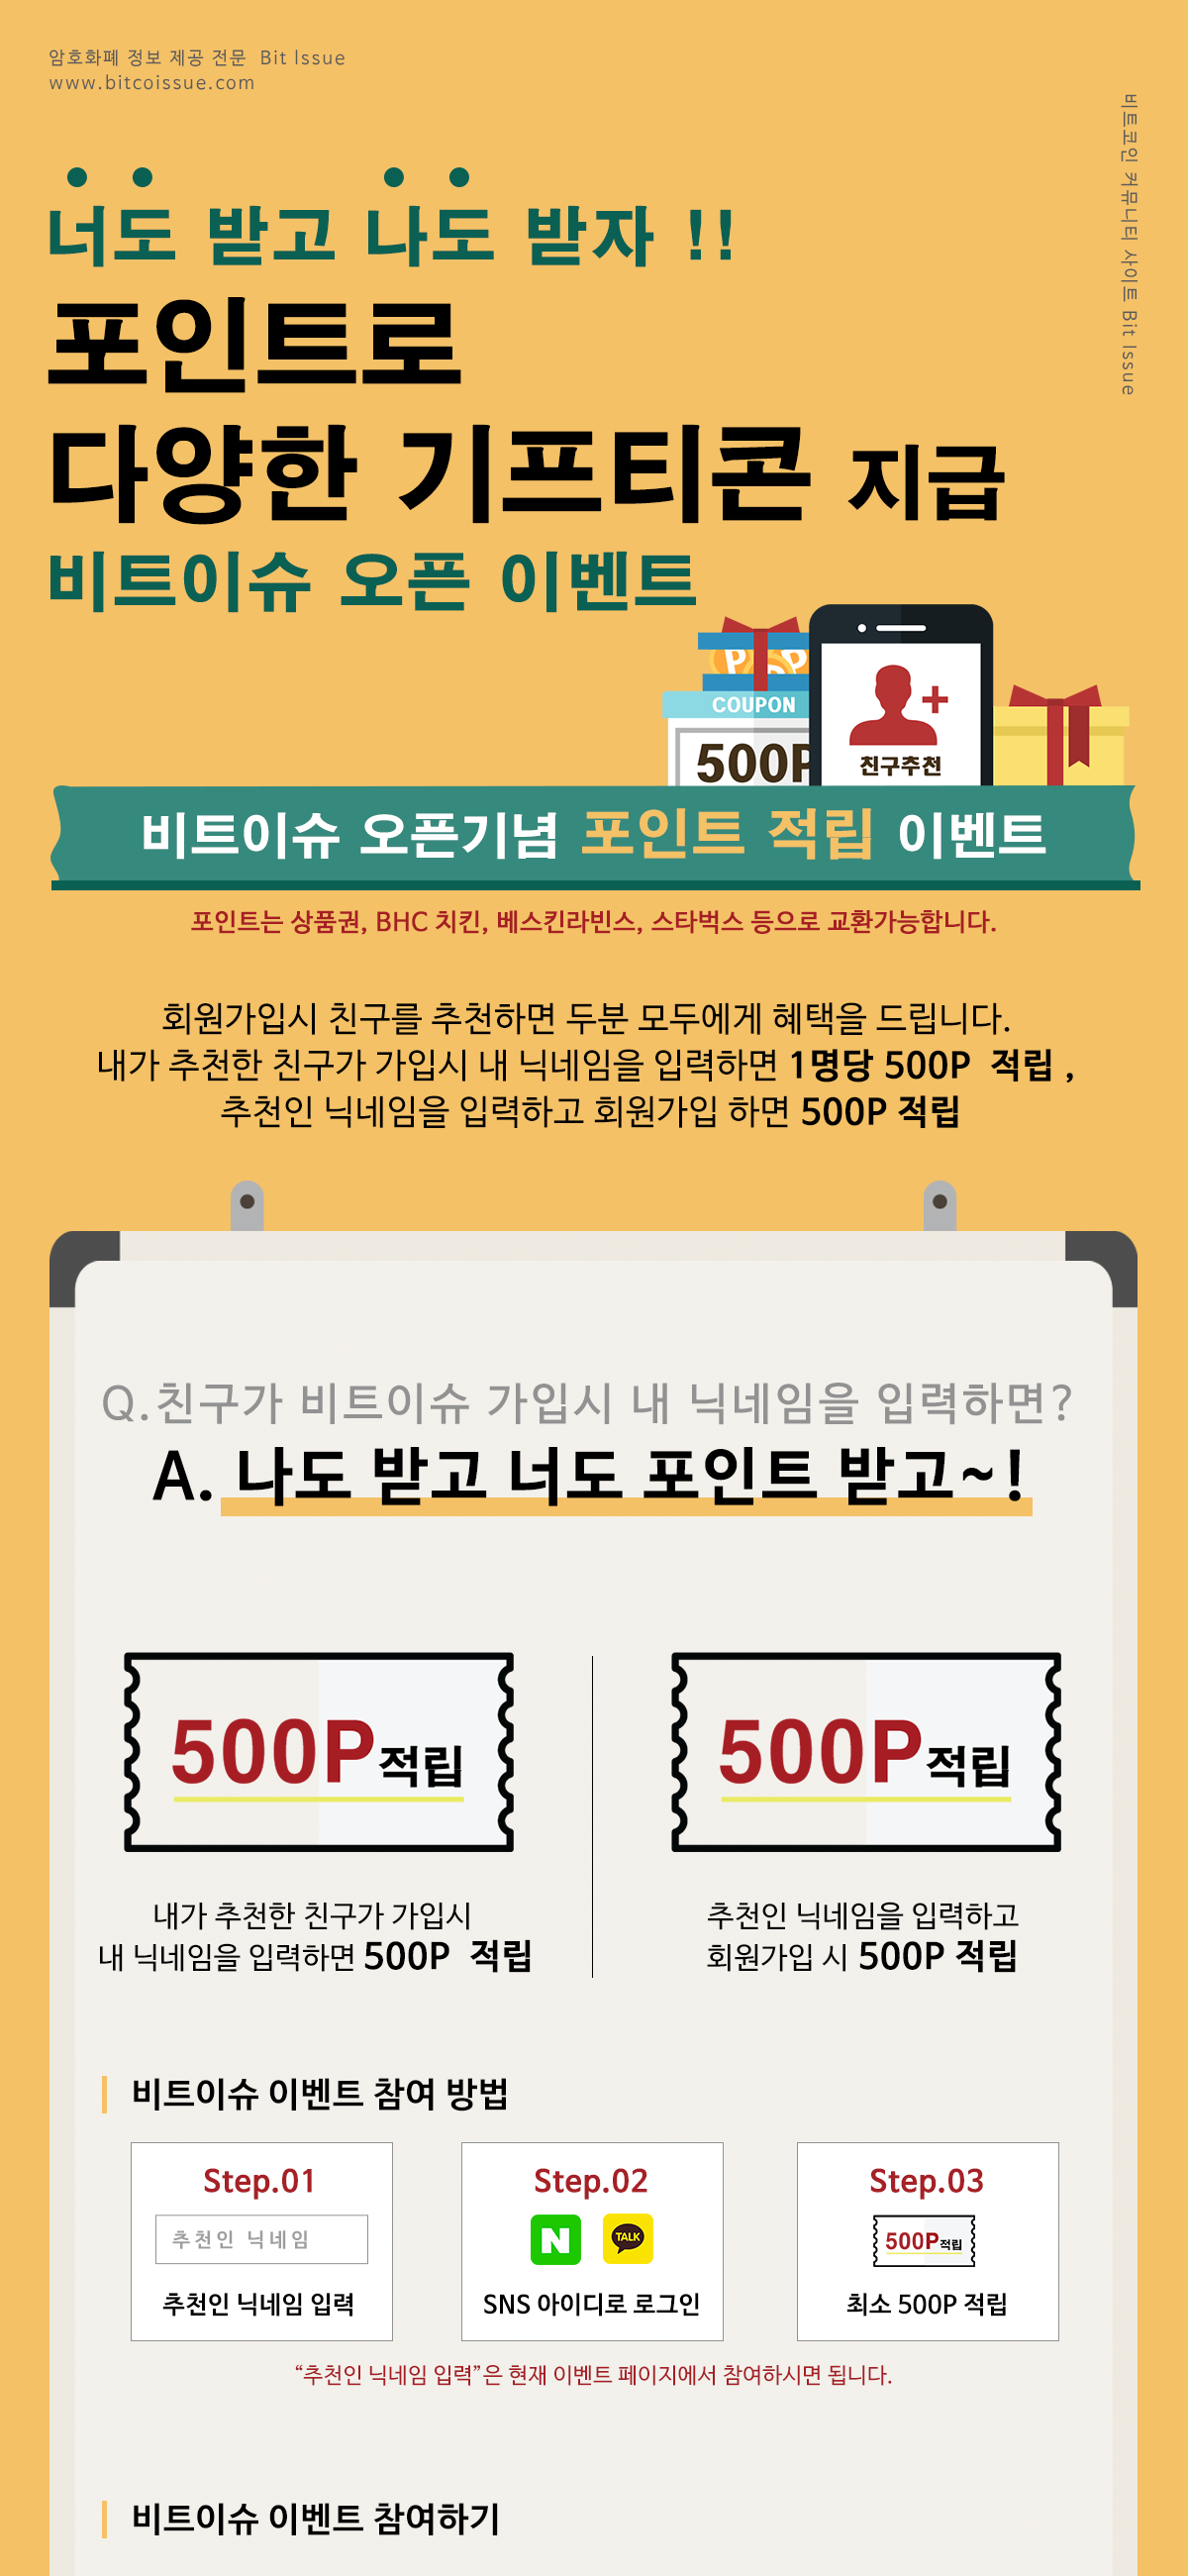 암호화폐 정보 제공 전문 Bit Issue
www.bitcoissue.com
비트코인 커뮤니티 사이트 Bit Issue
너도 받고 나도 받자 !!
포인트로
다양한 기프티콘 지급
비트이슈 오픈 이벤트
P P P
COUPON
500P
친구추천
비트이슈 오픈기념 포인트 적립 이벤트
포인트는 상품권, BHC 치킨, 베스킨라빈스, 스타벅스 등으로 교환가능합니다.
회원가입시 친구를 추천하면 두분 모두에게 혜택을 드립니다.
내가 추천한 친구가 가입시 내 닉네임을 입력하면 1명당 500P 적립 ,
추천인 닉네임을 입력하고 회원가입 하면 500P 적립
Q.친구가 비트이슈 가입시 내 닉네임을 입력하면?
A. 나도 받고 너도 포인트 받고~!
500P적립
500P적립
내가 추천한 친구가 가입시
내 닉네임을 입력하면 500P 적립
추천인 닉네임을 입력하고
회원가입 시 500P 적립
비트이슈 이벤트 참여 방법
Step.01
추천인 닉네임
추천인 닉네임 입력
Step.02
N TALK
SNS 아이디로 로그인
Step.03
500P적립
최소 500P 적립
“추천인 닉네임 입력”은 현재 이벤트 페이지에서 참여하시면 됩니다.
비트이슈 이벤트 참여하기